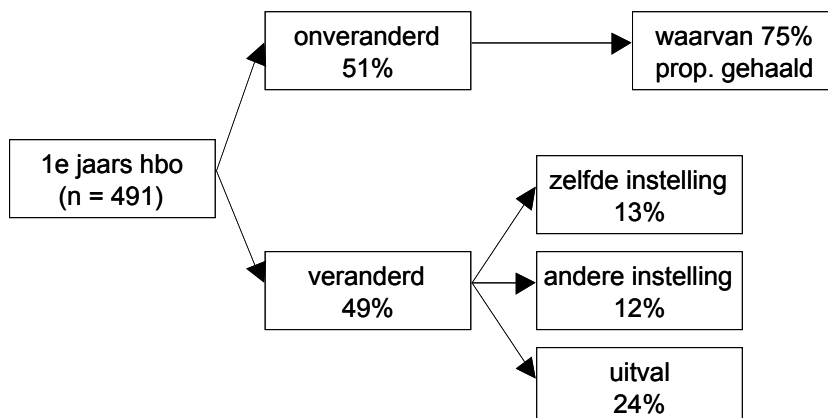 onveranderd
51%
waarvan 75%
prop. gehaald
1e jaars hbo
(n = 491)
zelfde instelling
13%
veranderd
49%
andere instelling
12%
uitval
24%